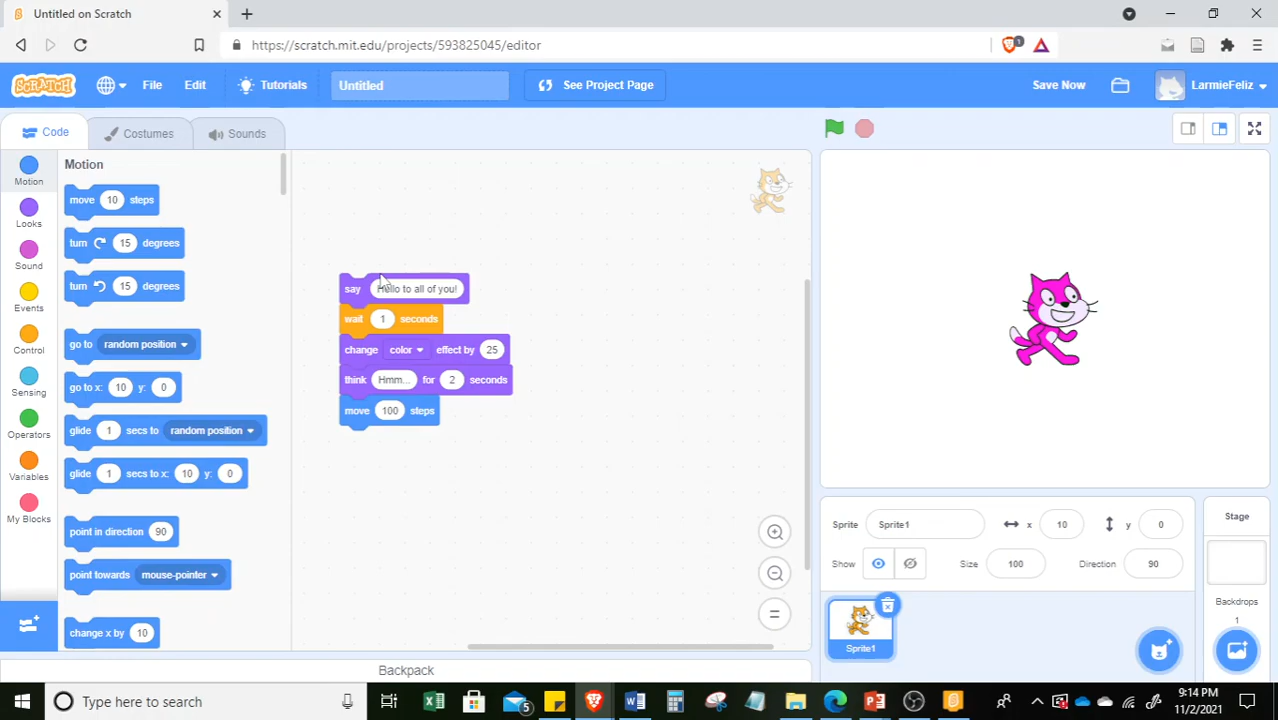 Untitled on Scratch
https://scratch.mit.edu/projects/593825045/editor
1
SCRATCH
File
Edit
Tutorials
Untitled
See Project Page
Save Now
LarmieFeliz
Code
Costumes
Sounds
Motion
Looks
Sound
Events
Control
Sensing
Operators
Variables
My Blocks
Motion
move 10 steps
turn 15 degrees
turn 15 degrees
go to random position
go to x: 10 y: 0
glide 1 secs to random position
glide 1 secs to x: 10 y: 0
point in direction 90
point towards mouse-pointer
change x by 10
say Hello to all of you!
wait 1 seconds
change color effect by 25
think Hmm... for 2 seconds
move 100 steps
Backpack
Sprite Sprite1 x 10 y 0
Show Size 100 Direction 90
Sprite1
Stage
Backdrops
1
Type here to search
5
9:14 PM
11/2/2021